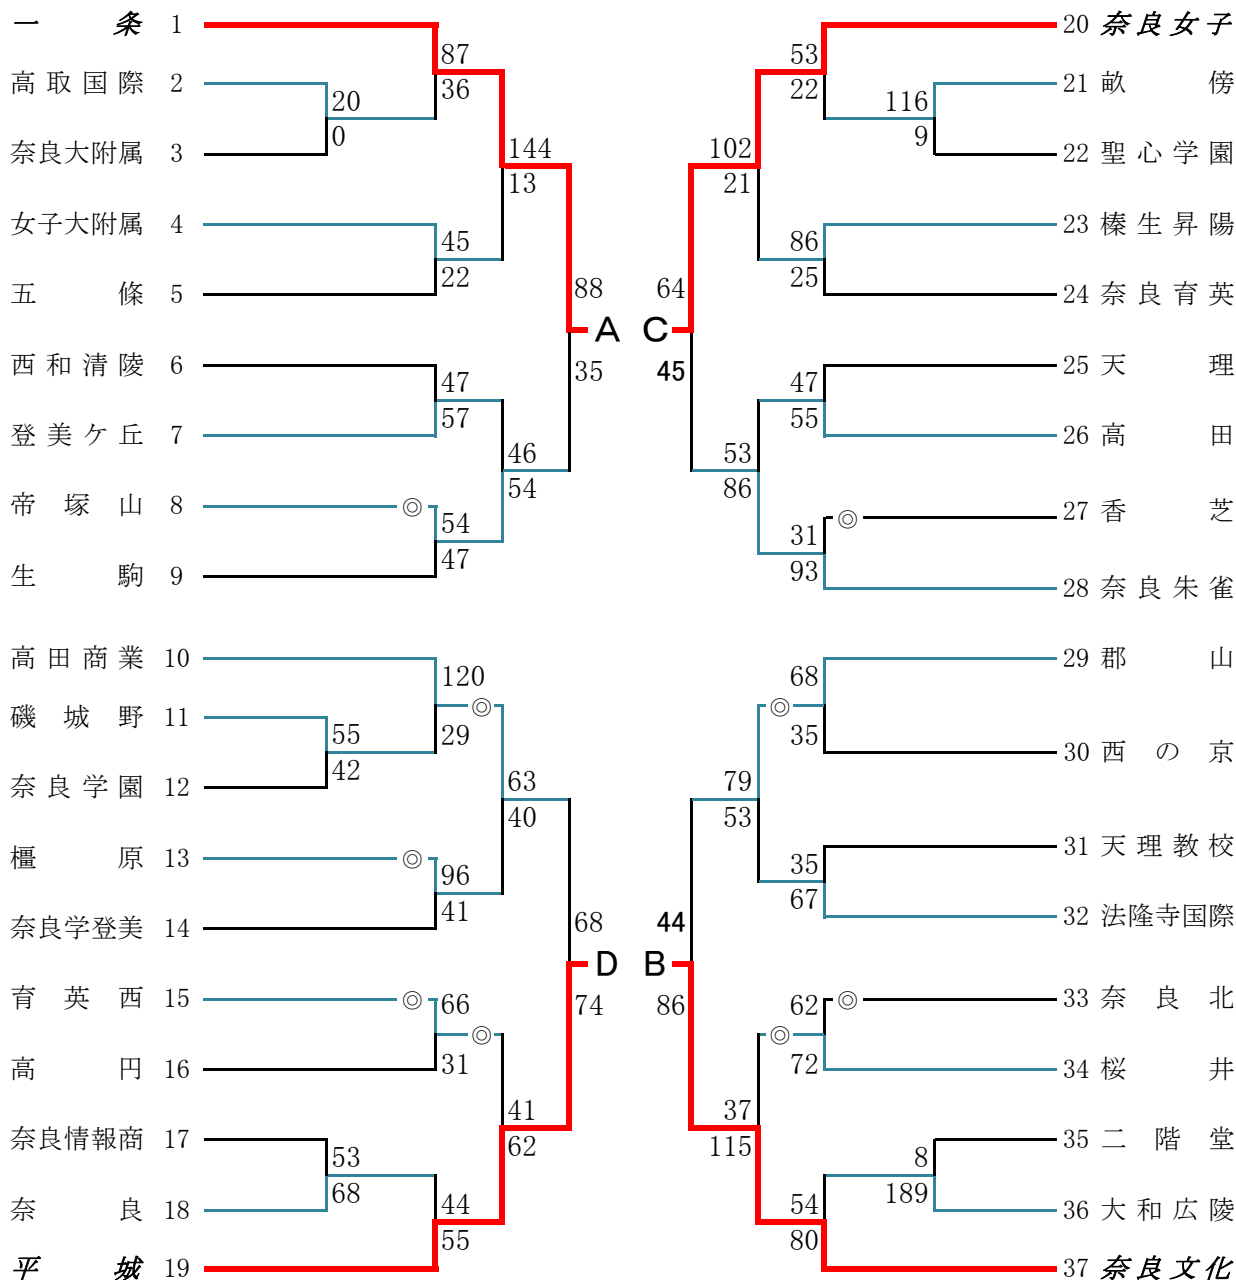 一条 1
高取国際 2
奈良大附属 3
女子大附属 4
五條 5
西和清陵 6
登美ケ丘 7
帝塚山 8 ◎
生駒 9
87
36
20
0
144
13
45
22
88
A
35
47
57
46
54
54
47
高田商業 10
磯城野 11
奈良学園 12
橿原 13 ◎
奈良学登美 14
育英西 15 ◎
高円 16
奈良情報商 17
奈良 18
平城 19
120
◎
29
55
42
63
40
96
41
68
D
74
66
◎
31
41
62
53
68
44
55
20 奈良女子
21 畝傍
22 聖心学園
23 榛生昇陽
24 奈良育英
25 天理
26 高田
◎ 27 香芝
28 奈良朱雀
53
22
116
9
102
21
86
25
64
C
45
47
55
53
86
31
93
29 郡山
30 西の京
31 天理教校
32 法隆寺国際
◎ 33 奈良北
34 桜井
35 二階堂
36 大和広陵
37 奈良文化
68
◎
35
79
53
35
67
44
B
86
62
◎
72
37
115
8
189
54
80